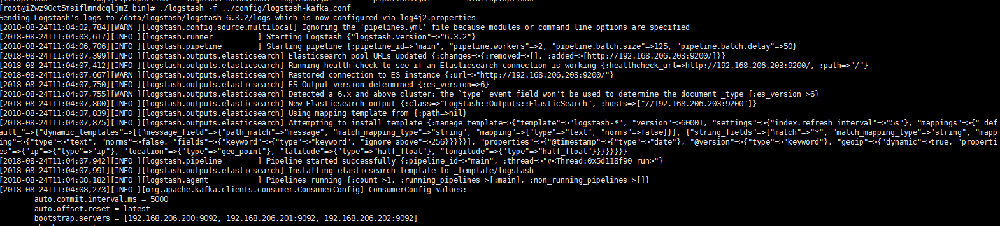 [root@iZwz90ct5msiflmndcqljmZ bin]# ./logstash -f ../config/logstash-kafka.conf
Sending Logstash's logs to /data/logstash/logstash-6.3.2/logs which is now configured via log4j2.properties
[2018-08-24T11:04:02,784][WARN ][logstash.config.source.multilocal] Ignoring the 'pipelines.yml' file because modules or command line options are specified
[2018-08-24T11:04:03,617][INFO ][logstash.runner          ] Starting Logstash {"logstash.version"=>"6.3.2"}
[2018-08-24T11:04:06,706][INFO ][logstash.pipeline        ] Starting pipeline {:pipeline_id=>"main", "pipeline.workers"=>2, "pipeline.batch.size"=>125, "pipeline.batch.delay"=>50}
[2018-08-24T11:04:07,399][INFO ][logstash.outputs.elasticsearch] Elasticsearch pool URLs updated {:changes=>{:removed=>[], :added=>[http://192.168.206.203:9200/]}}
[2018-08-24T11:04:07,412][INFO ][logstash.outputs.elasticsearch] Running health check to see if an Elasticsearch connection is working {:healthcheck_url=>http://192.168.206.203:9200/, :path=>"/"}
[2018-08-24T11:04:07,667][WARN ][logstash.outputs.elasticsearch] Restored connection to ES instance {:url=>"http://192.168.206.203:9200/"}
[2018-08-24T11:04:07,750][INFO ][logstash.outputs.elasticsearch] ES Output version determined {:es_version=>6}
[2018-08-24T11:04:07,755][WARN ][logstash.outputs.elasticsearch] Detected a 6.x and above cluster: the `type` event field won't be used to determine the document _type {:es_version=>6}
[2018-08-24T11:04:07,800][INFO ][logstash.outputs.elasticsearch] New Elasticsearch output {:class=>"LogStash::Outputs::ElasticSearch", :hosts=>["//192.168.206.203:9200"]}
[2018-08-24T11:04:07,839][INFO ][logstash.outputs.elasticsearch] Using mapping template from {:path=>nil}
[2018-08-24T11:04:07,875][INFO ][logstash.outputs.elasticsearch] Attempting to install template {:manage_template=>{"template"=>"logstash-*", "version"=>60001, "settings"=>{"index.refresh_interval"=>"5s"}, "mappings"=>{"_def
ault_"=>{"dynamic_templates"=>[{"message_field"=>{"path_match"=>"message", "match_mapping_type"=>"string", "mapping"=>{"type"=>"text", "norms"=>false}}}, {"string_fields"=>{"match"=>"*", "match_mapping_type"=>"string", "mapp
ing"=>{"type"=>"text", "norms"=>false, "fields"=>{"keyword"=>{"type"=>"keyword", "ignore_above"=>256}}}}}], "properties"=>{"@timestamp"=>{"type"=>"date"}, "@version"=>{"type"=>"keyword"}, "geoip"=>{"dynamic"=>true, "properti
es"=>{"ip"=>{"type"=>"ip"}, "location"=>{"type"=>"geo_point"}, "latitude"=>{"type"=>"half_float"}, "longitude"=>{"type"=>"half_float"}}}}}}}}
[2018-08-24T11:04:07,942][INFO ][logstash.pipeline        ] Pipeline started successfully {:pipeline_id=>"main", :thread=>"#<Thread:0x5d118f90 run>"}
[2018-08-24T11:04:07,991][INFO ][logstash.outputs.elasticsearch] Installing elasticsearch template to _template/logstash
[2018-08-24T11:04:08,182][INFO ][logstash.agent           ] Pipelines running {:count=>1, :running_pipelines=>[:main], :non_running_pipelines=>[]}
[2018-08-24T11:04:08,273][INFO ][org.apache.kafka.clients.consumer.ConsumerConfig] ConsumerConfig values:
auto.commit.interval.ms = 5000
auto.offset.reset = latest
bootstrap.servers = [192.168.206.200:9092, 192.168.206.201:9092, 192.168.206.202:9092]